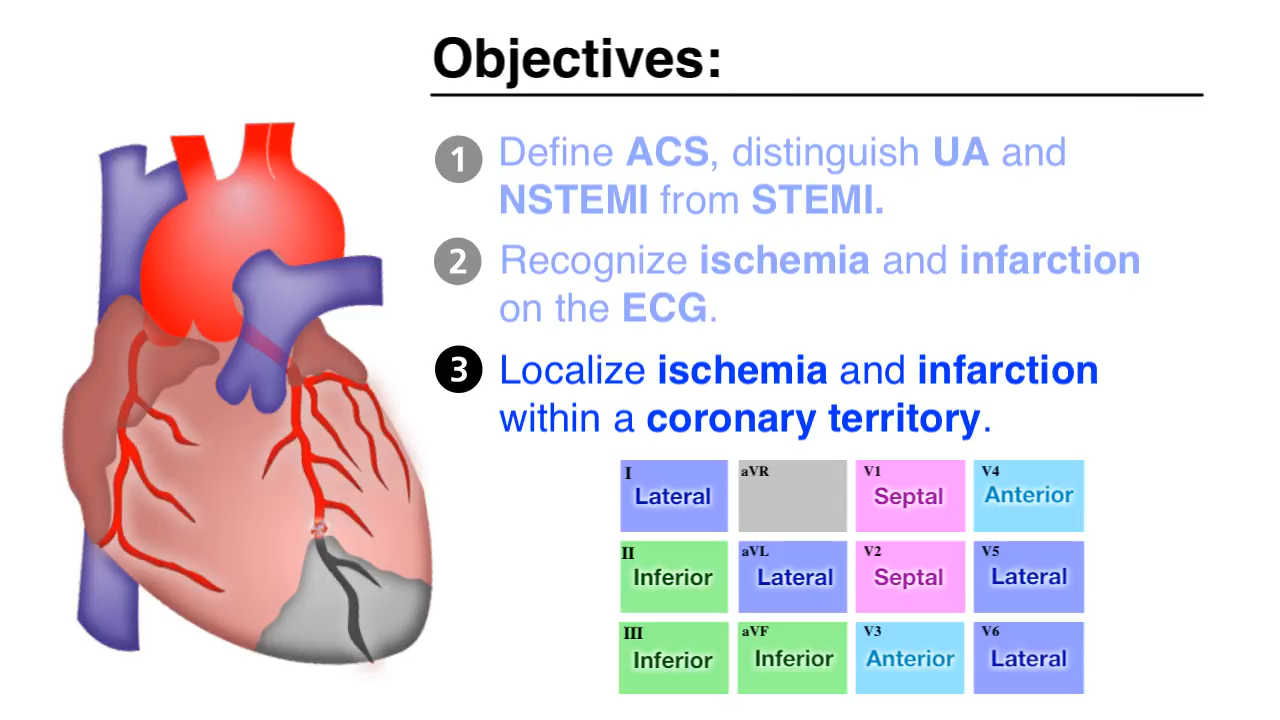 Objectives:
1 Define ACS, distinguish UA and
NSTEMI from STEMI.
2 Recognize ischemia and infarction
on the ECG.
3 Localize ischemia and infarction
within a coronary territory.
I Lateral
aVR
V1 Septal
V4 Anterior
II Inferior
aVL Lateral
V2 Septal
V5 Lateral
III Inferior
aVF Inferior
V3 Anterior
V6 Lateral